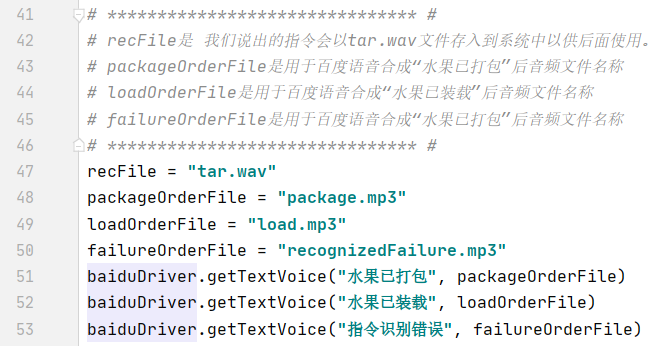 41 # ******************************* #
42 # recFile是 我们说出的指令会以tar.wav文件存入到系统中以供后面使用。
43 # packageOrderFile是用于百度语音合成“水果已打包”后音频文件名称
44 # loadOrderFile是用于百度语音合成“水果已装载”后音频文件名称
45 # failureOrderFile是用于百度语音合成“水果已打包”后音频文件名称
46 # ******************************* #
47 recFile = "tar.wav"
48 packageOrderFile = "package.mp3"
49 loadOrderFile = "load.mp3"
50 failureOrderFile = "recognizedFailure.mp3"
51 baiduDriver.getTextVoice("水果已打包", packageOrderFile)
52 baiduDriver.getTextVoice("水果已装载", loadOrderFile)
53 baiduDriver.getTextVoice("指令识别错误", failureOrderFile)